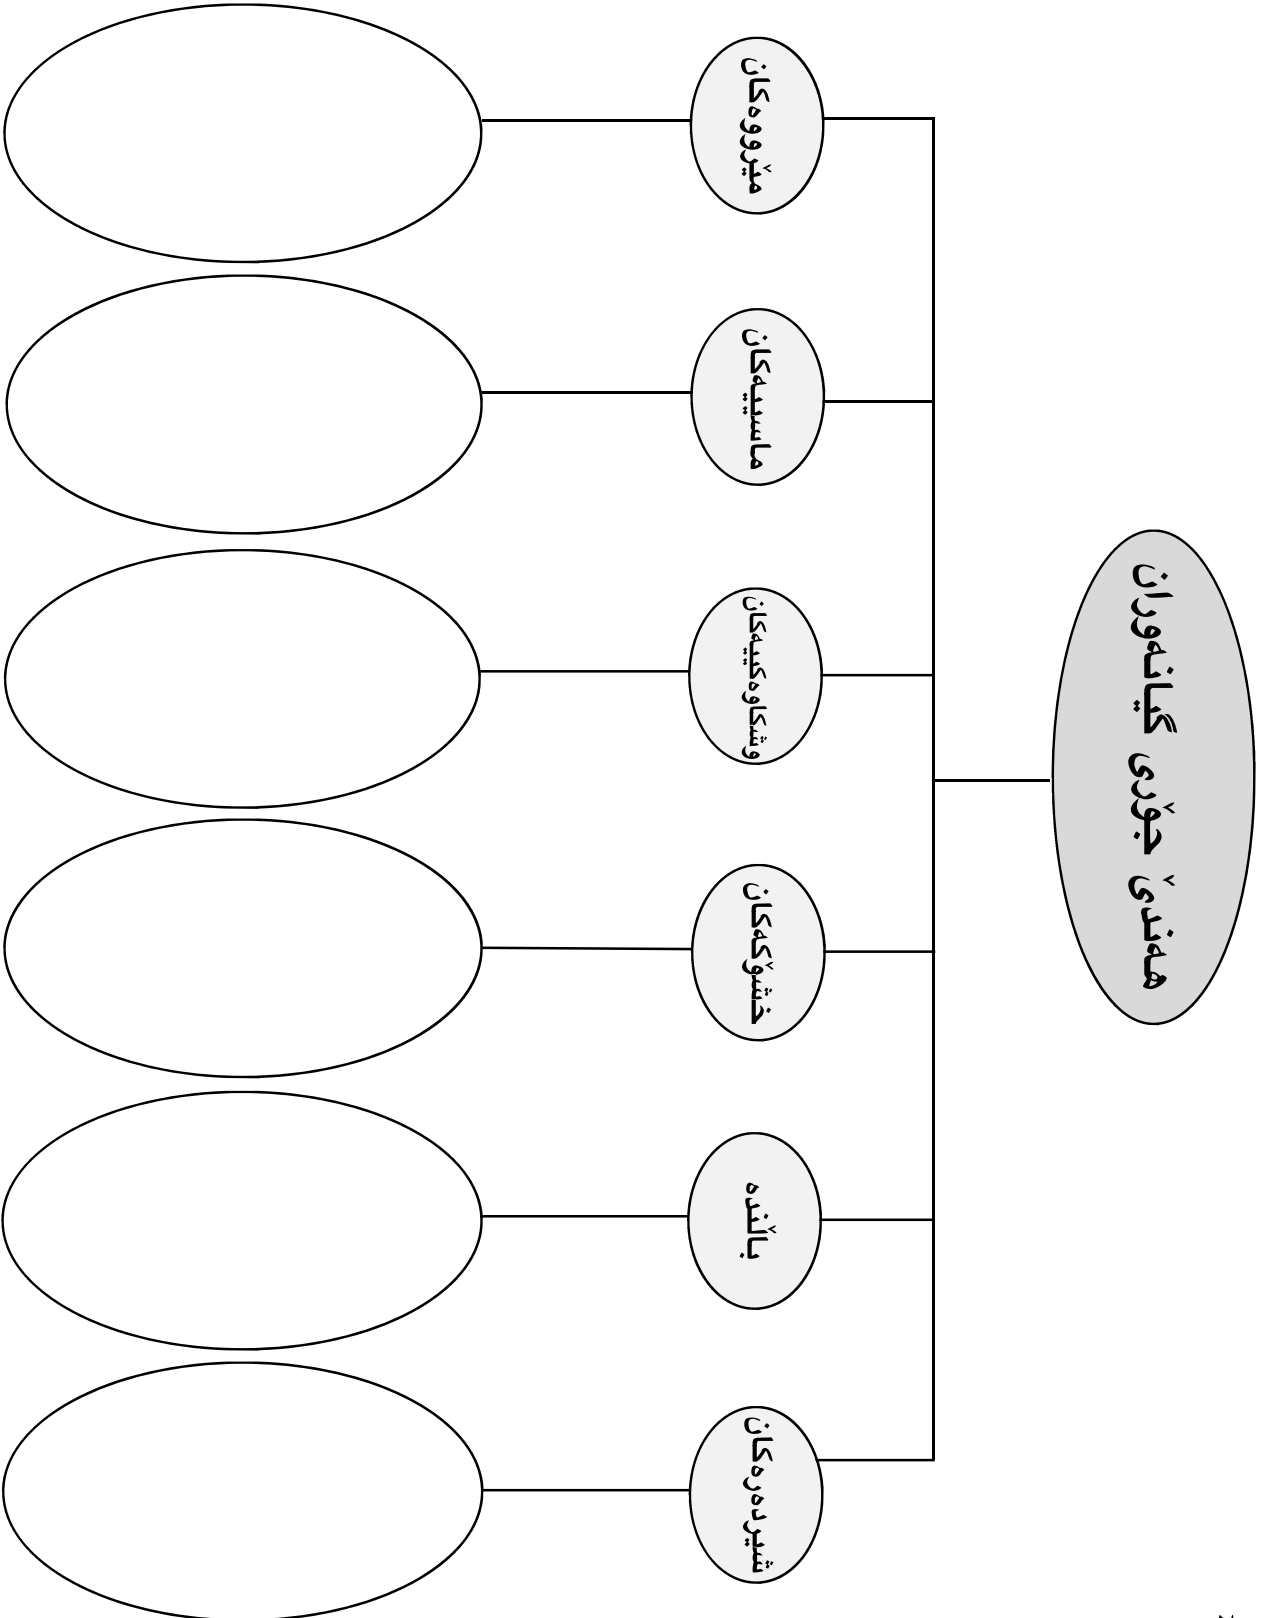 هەندێ جۆری گیانەوران
شیردەرەکان
باڵندە
خشۆکەکان
وشکاوەکییەکان
ماسییەکان
مێرووەکان